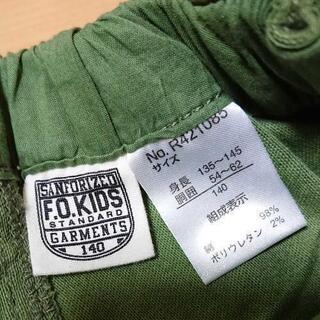 SANFORIZED
F.O.KIDS
STANDARD
GARMENTS
140
No. R421085
サイズ
身長 135~145
胴囲 54~62
140
組成表示
綿 98%
ポリウレタン 2%